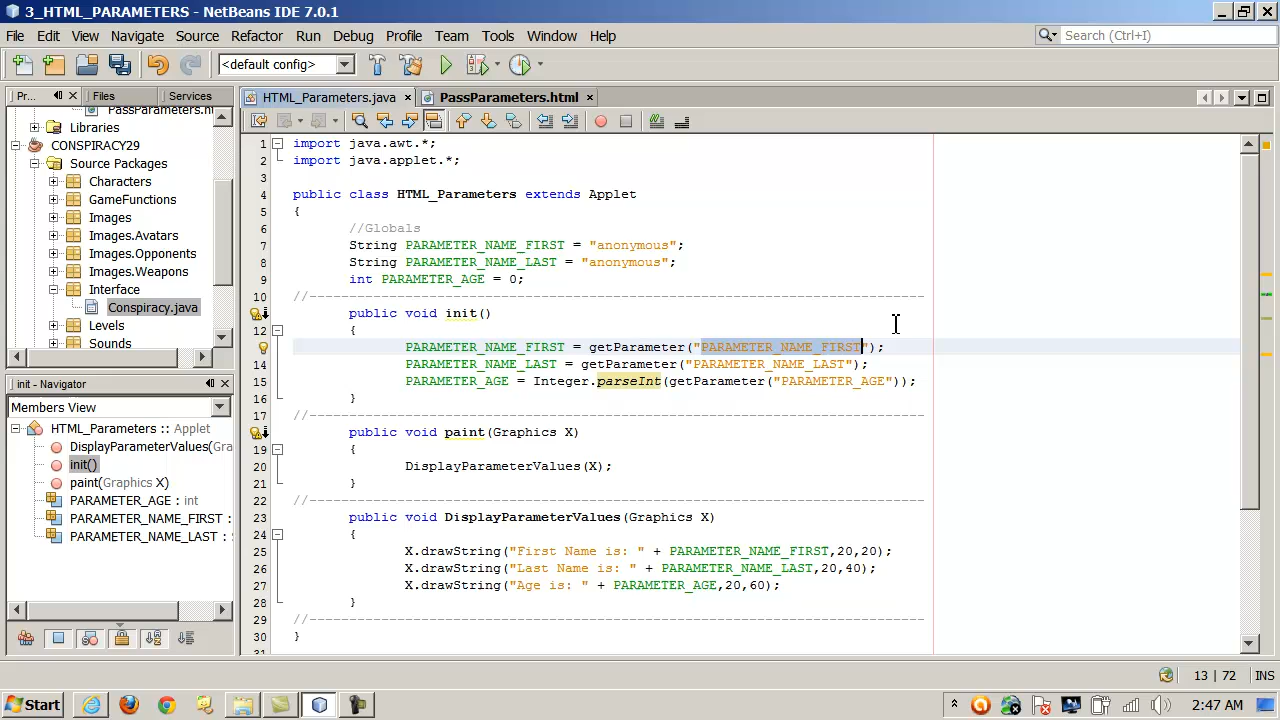 3_HTML_PARAMETERS - NetBeans IDE 7.0.1
File Edit View Navigate Source Refactor Run Debug Profile Team Tools Window Help
Search (Ctrl+I)
<default config>
Pr... Files Services
HTML_Parameters.java
PassParameters.html
PassParameters.ht
Libraries
CONSPIRACY29
Source Packages
Characters
GameFunctions
Images
Images.Avatars
Images.Opponents
Images.Weapons
Interface
Conspiracy.java
Levels
Sounds
init - Navigator
Members View
HTML_Parameters :: Applet
DisplayParameterValues(Gra
init()
paint(Graphics X)
PARAMETER_AGE : int
PARAMETER_NAME_FIRST :
PARAMETER_NAME_LAST : S
1 import java.awt.*;
2 import java.applet.*;
3
4 public class HTML_Parameters extends Applet
5 {
6 //Globals
7 String PARAMETER_NAME_FIRST = "anonymous";
8 String PARAMETER_NAME_LAST = "anonymous";
9 int PARAMETER_AGE = 0;
10 //------------------------------------------------------------------------------
public void init()
12 {
PARAMETER_NAME_FIRST = getParameter("PARAMETER_NAME_FIRST");
14 PARAMETER_NAME_LAST = getParameter("PARAMETER_NAME_LAST");
15 PARAMETER_AGE = Integer.parseInt(getParameter("PARAMETER_AGE"));
16 }
17 //------------------------------------------------------------------------------
public void paint(Graphics X)
19 {
20 DisplayParameterValues(X);
21 }
22 //------------------------------------------------------------------------------
23 public void DisplayParameterValues(Graphics X)
24 {
25 X.drawString("First Name is: " + PARAMETER_NAME_FIRST,20,20);
26 X.drawString("Last Name is: " + PARAMETER_NAME_LAST,20,40);
27 X.drawString("Age is: " + PARAMETER_AGE,20,60);
28 }
29 //------------------------------------------------------------------------------
30 }
13 | 72 INS
Start
2:47 AM